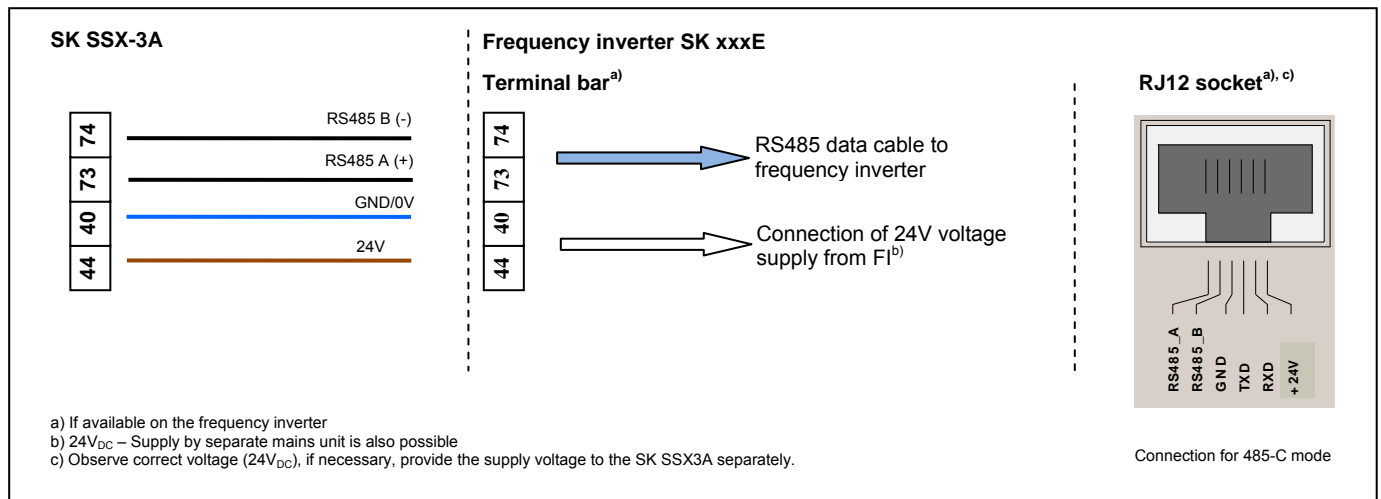 SK SSX-3A
74
73
40
44
RS485 B (-)
RS485 A (+)
GND/0V
24V
Frequency inverter SK xxxE
Terminal bar a)
74
73
40
44
RS485 data cable to
frequency inverter
Connection of 24V voltage
supply from FI b)
RJ12 socket a), c)
RS485_A
RS485_B
GND
TXD
RXD
+24V
Connection for 485-C mode
a) If available on the frequency inverter
b) 24VDC – Supply by separate mains unit is also possible
c) Observe correct voltage (24VDC), if necessary, provide the supply voltage to the SK SSX3A separately.